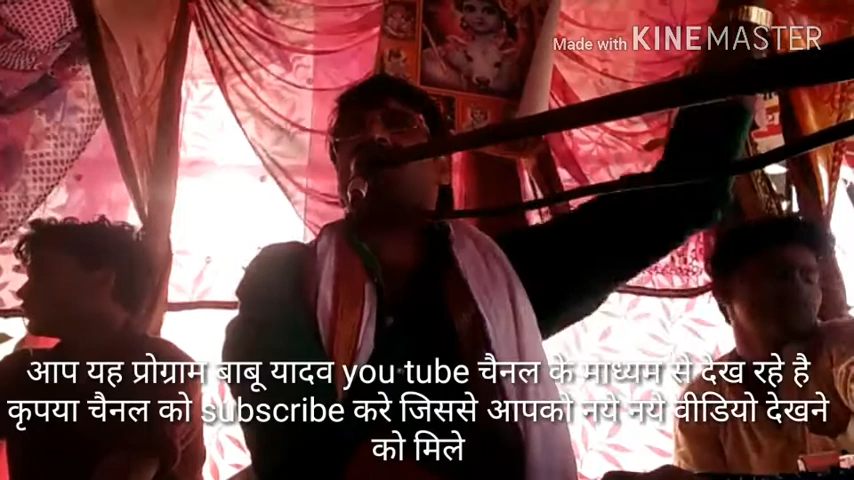 Made with KINEMASTER
आप यह प्रोग्राम बाबू यादव you tube चैनल के माध्यम से देख रहे है
कृपया चैनल को subscribe करे जिससे आपको नये नये वीडियो देखने
को मिले